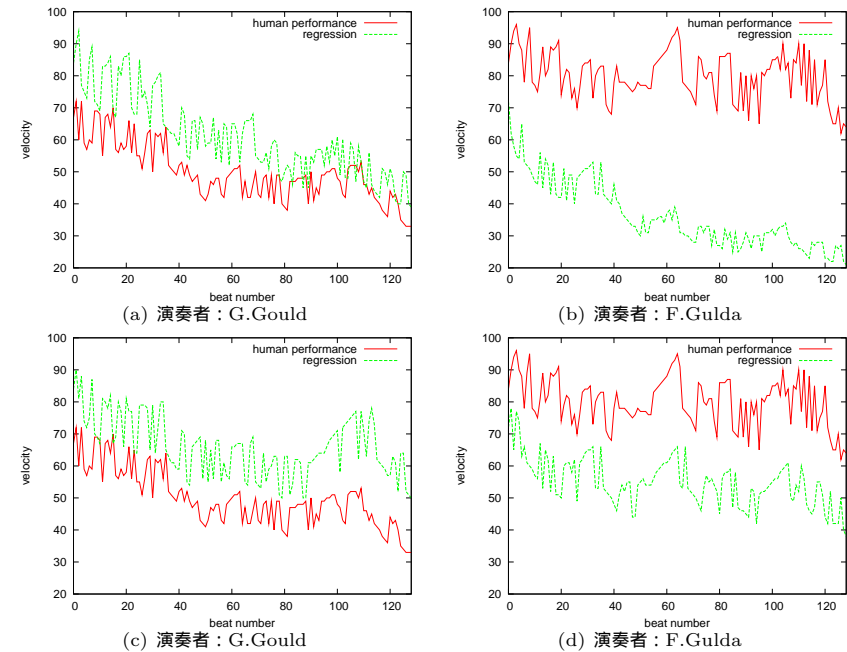 100
90
80
70
60
50
40
30
20
velocity
human performance
regression
0 20 40 60 80 100 120
beat number
(a) 演奏者：G.Gould
100
90
80
70
60
50
40
30
20
velocity
human performance
regression
0 20 40 60 80 100 120
beat number
(b) 演奏者：F.Gulda
100
90
80
70
60
50
40
30
20
velocity
human performance
regression
0 20 40 60 80 100 120
beat number
(c) 演奏者：G.Gould
100
90
80
70
60
50
40
30
20
velocity
human performance
regression
0 20 40 60 80 100 120
beat number
(d) 演奏者：F.Gulda